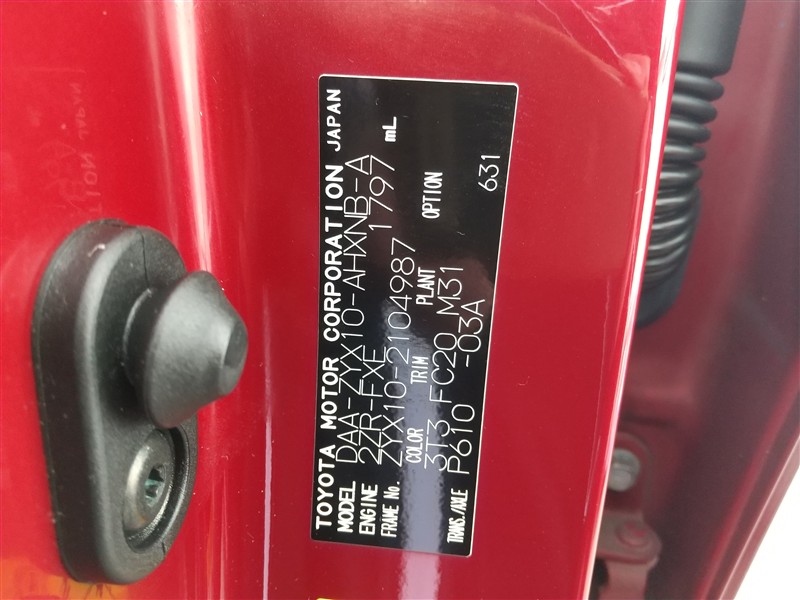 TOYOTA MOTOR CORPORATION JAPAN
MODEL DAA-ZYX10-AHXNB-A
ENGINE 2ZR-FXE 1797 mL
FRAME No. ZYX10-2104987
COLOR TRIM PLANT OPTION
3T3 FC20 M31
TRANS./AXLE P610 -03A 631